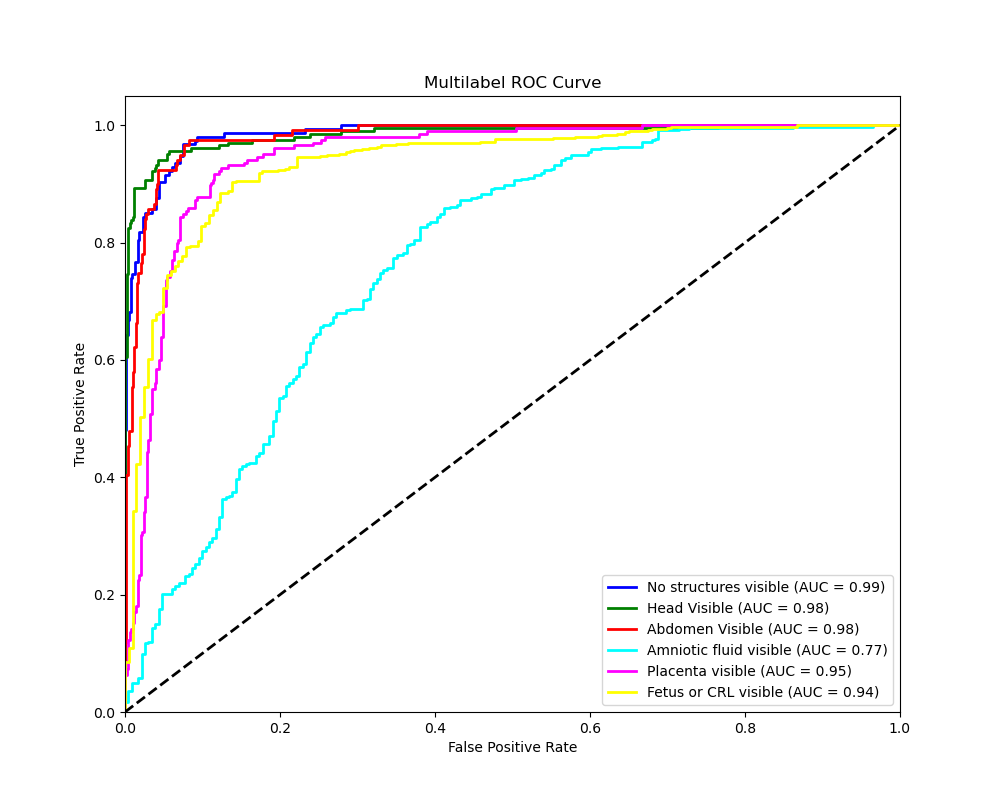 Multilabel ROC Curve
True Positive Rate
1.0
0.8
0.6
0.4
0.2
0.0
0.0 0.2 0.4 0.6 0.8 1.0
False Positive Rate
No structures visible (AUC = 0.99)
Head Visible (AUC = 0.98)
Abdomen Visible (AUC = 0.98)
Amniotic fluid visible (AUC = 0.77)
Placenta visible (AUC = 0.95)
Fetus or CRL visible (AUC = 0.94)